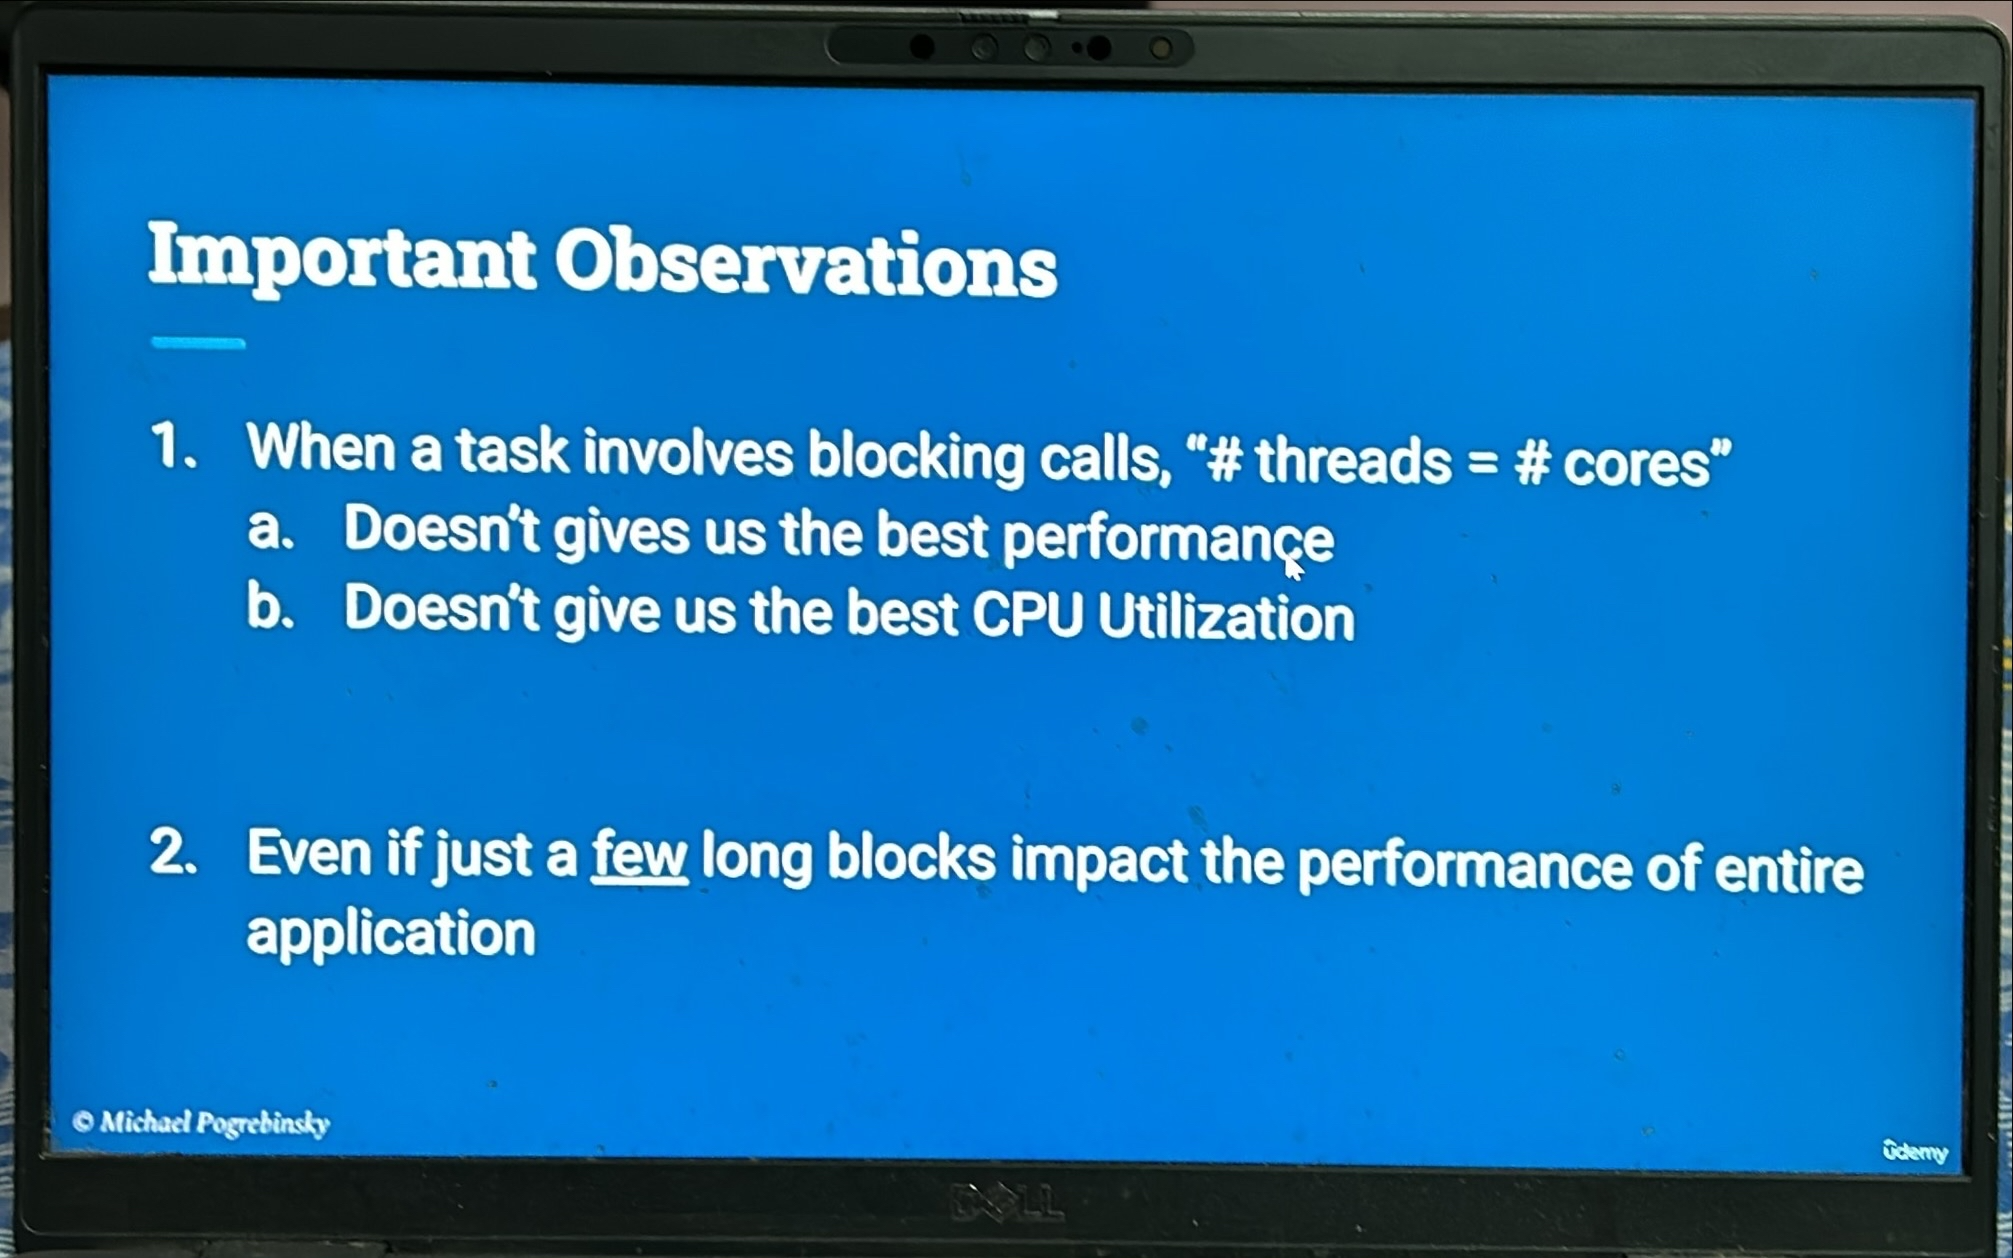 Important Observations
1. When a task involves blocking calls, “# threads = # cores”
a. Doesn’t gives us the best performance
b. Doesn’t give us the best CPU Utilization
2. Even if just a few long blocks impact the performance of entire
application
© Michael Pogrebinsky
ûdemy
DELL